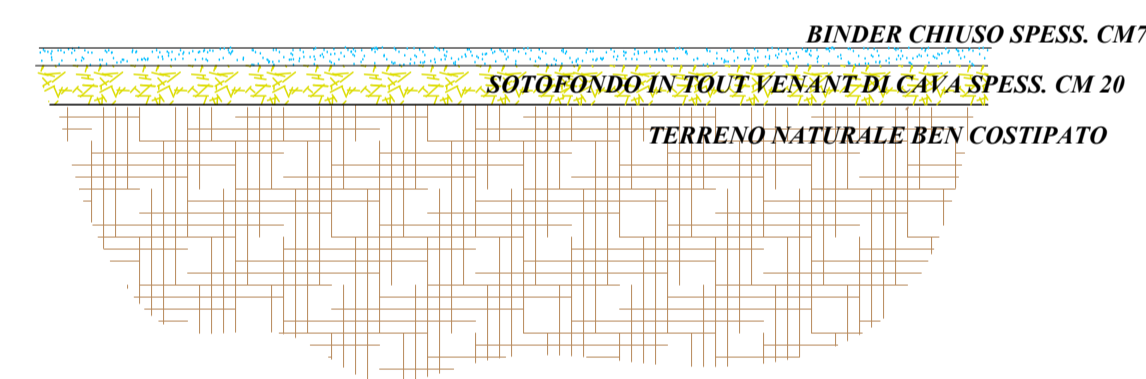 BINDER CHIUSO SPESS. CM7
SOTOFONDO IN TOUT VENANT DI CAVA SPESS. CM 20
TERRENO NATURALE BEN COSTIPATO